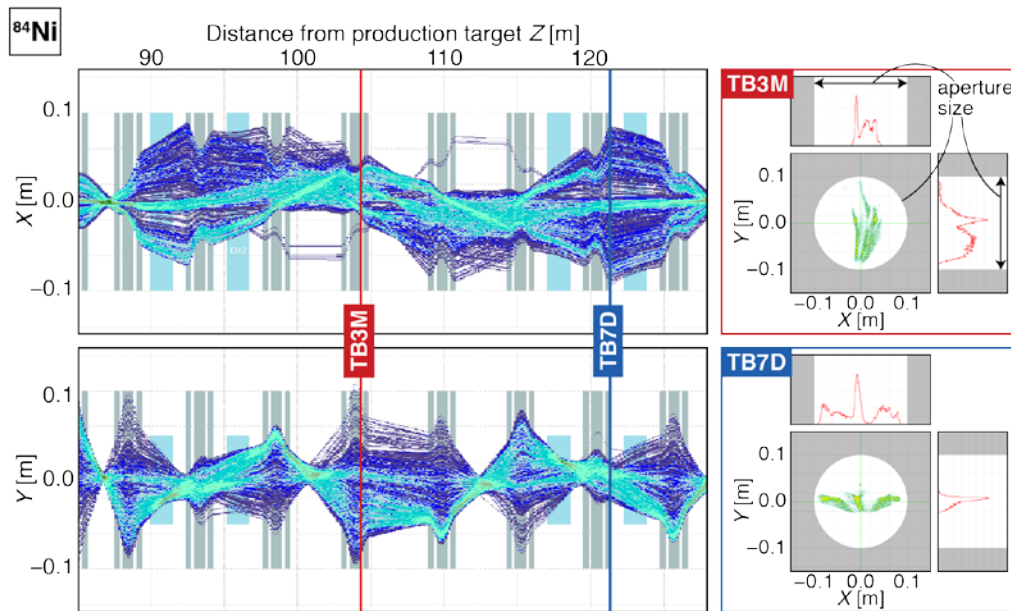 ⁸⁴Ni
Distance from production target Z [m]
90 100 110 120
X [m]
0.1
0.0
−0.1
TB3M
TB7D
Y [m]
0.1
0.0
−0.1
TB3M
aperture
size
Y [m]
0.1
0.0
−0.1
−0.1 0.0 0.1
X [m]
TB7D
Y [m]
0.1
0.0
−0.1
−0.1 0.0 0.1
X [m]